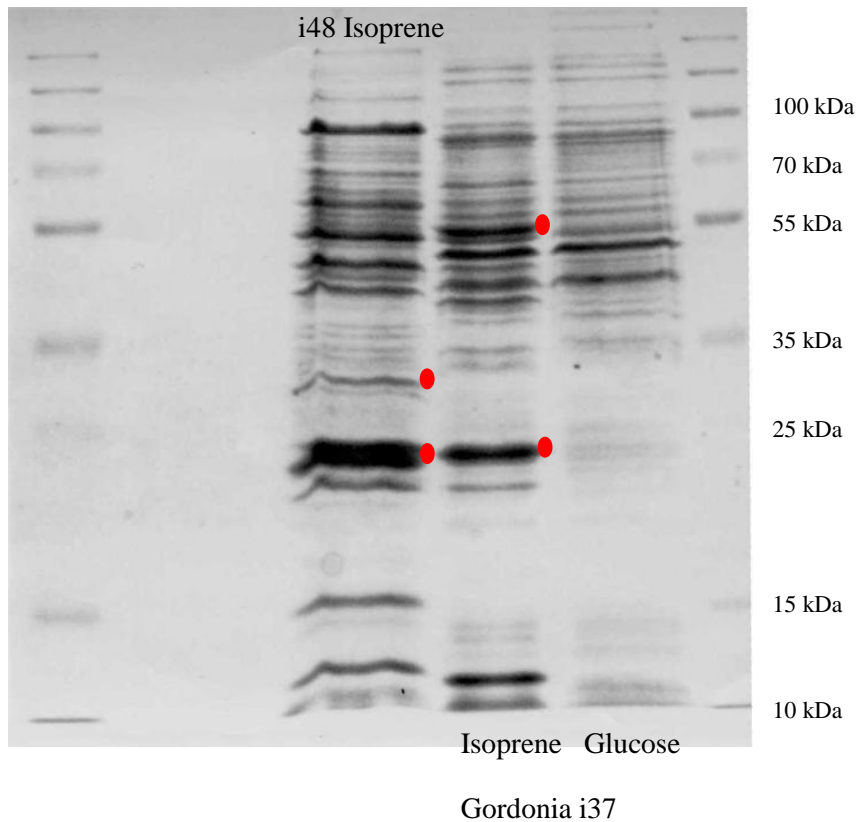 i48 Isoprene
100 kDa
70 kDa
55 kDa
35 kDa
25 kDa
15 kDa
10 kDa
Isoprene Glucose
Gordonia i37